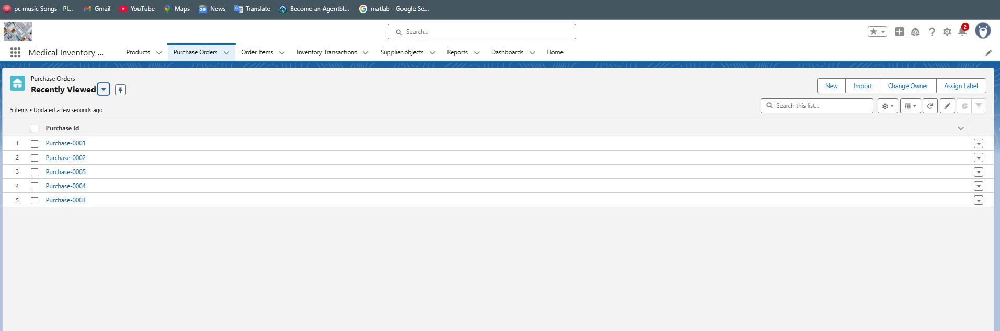 pc music Songs - Pl... Gmail YouTube Maps News Translate Become an Agentbl... matlab - Google Se...
Search...
2
Medical Inventory ... Products Purchase Orders Order Items Inventory Transactions Supplier objects Reports Dashboards Home
Purchase Orders
Recently Viewed
New Import Change Owner Assign Label
5 items • Updated a few seconds ago
Search this list...
Purchase Id
1 Purchase-0001
2 Purchase-0002
3 Purchase-0005
4 Purchase-0004
5 Purchase-0003